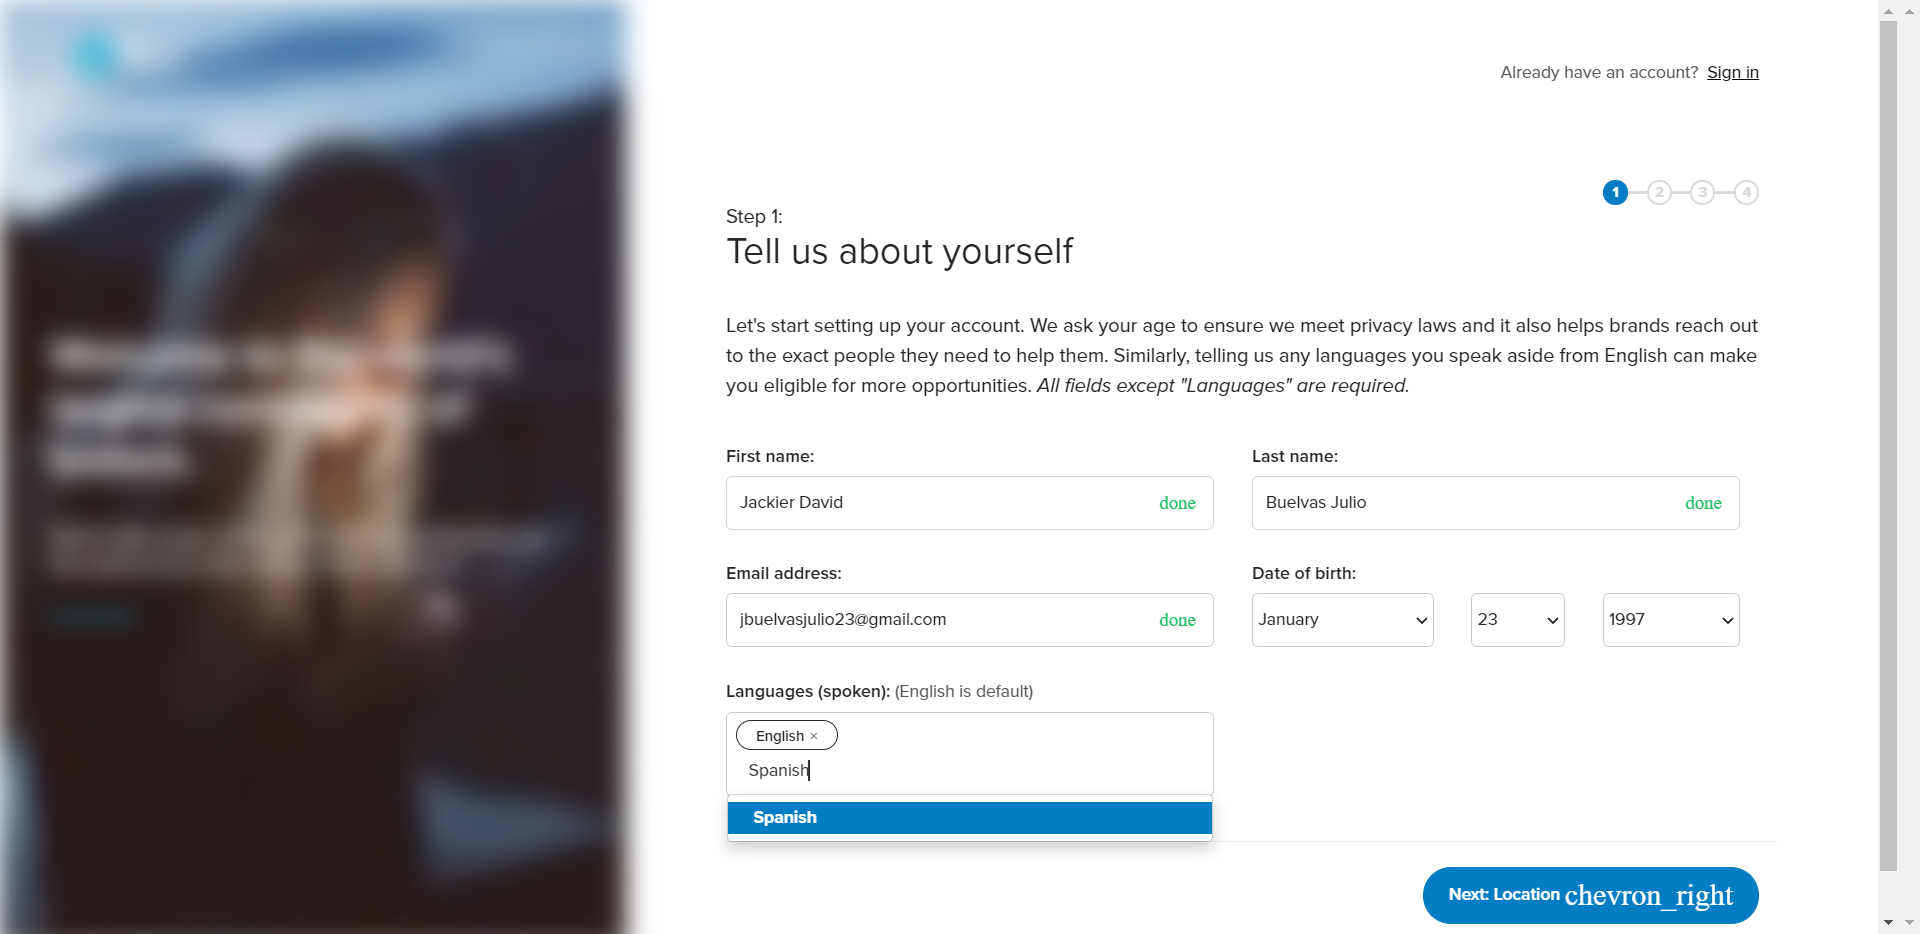 Already have an account? Sign in
1 2 3 4
Step 1:
Tell us about yourself
Let's start setting up your account. We ask your age to ensure we meet privacy laws and it also helps brands reach out
to the exact people they need to help them. Similarly, telling us any languages you speak aside from English can make
you eligible for more opportunities. All fields except "Languages" are required.
First name:
Last name:
Jackier David done
Buelvas Julio done
Email address:
Date of birth:
jbuelvasjulio23@gmail.com done
January 23 1997
Languages (spoken): (English is default)
English ×
Spanish
Spanish
Next: Location chevron_right